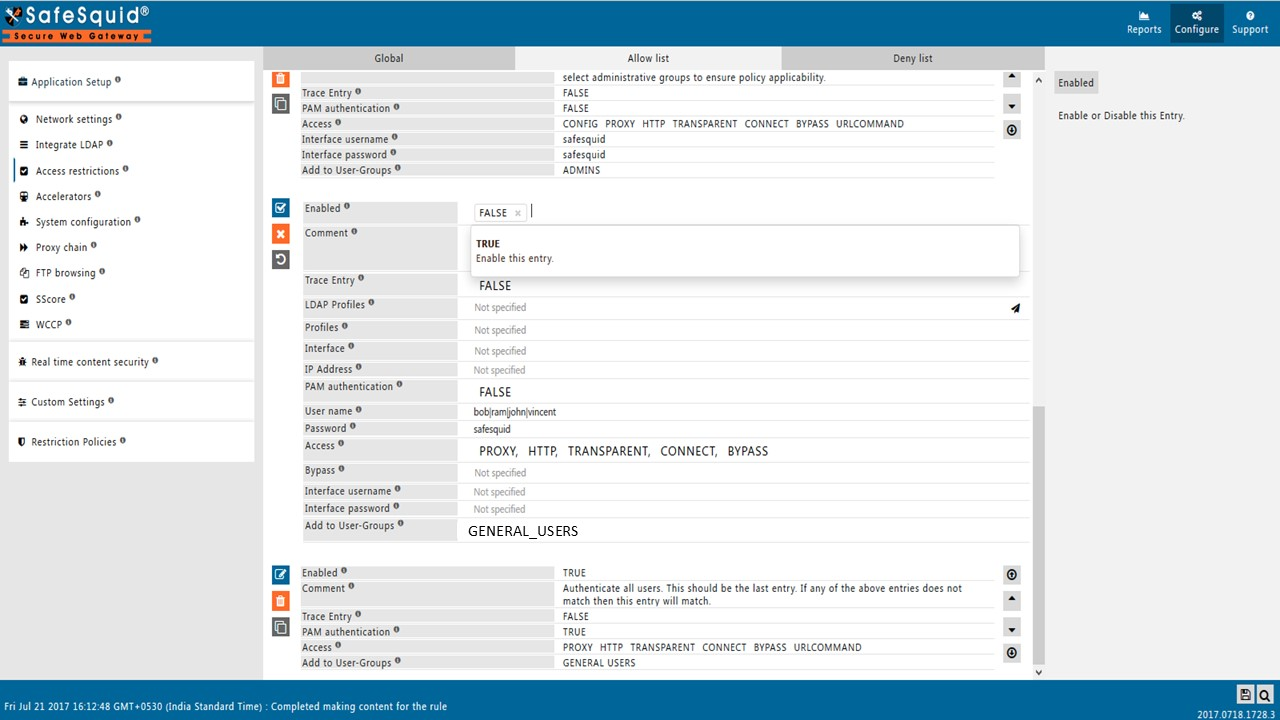 SafeSquid®
Secure Web Gateway
Reports
Configure
Support
Application Setup
Network settings
Integrate LDAP
Access restrictions
Accelerators
System configuration
Proxy chain
FTP browsing
SScore
WCCP
Real time content security
Custom Settings
Restriction Policies
Global
Allow list
Deny list
select administrative groups to ensure policy applicability.
Trace Entry FALSE
PAM authentication FALSE
Access CONFIG PROXY HTTP TRANSPARENT CONNECT BYPASS URLCOMMAND
Interface username safesquid
Interface password safesquid
Add to User-Groups ADMINS
Enabled FALSE ×
Comment
TRUE
Enable this entry.
Trace Entry FALSE
LDAP Profiles Not specified
Profiles Not specified
Interface Not specified
IP Address Not specified
PAM authentication FALSE
User name bob|ram|john|vincent
Password safesquid
Access PROXY, HTTP, TRANSPARENT, CONNECT, BYPASS
Bypass Not specified
Interface username Not specified
Interface password Not specified
Add to User-Groups GENERAL_USERS
Enabled TRUE
Comment Authenticate all users. This should be the last entry. If any of the above entries does not
match then this entry will match.
Trace Entry FALSE
PAM authentication TRUE
Access PROXY HTTP TRANSPARENT CONNECT BYPASS URLCOMMAND
Add to User-Groups GENERAL USERS
Enabled
Enable or Disable this Entry.
Fri Jul 21 2017 16:12:48 GMT+0530 (India Standard Time) : Completed making content for the rule
2017.0718.1728.3